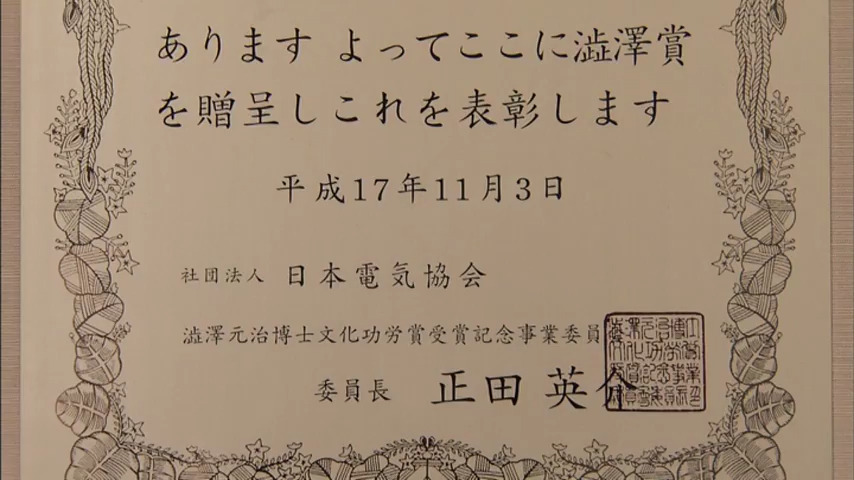 あります よってここに澁澤賞
を贈呈しこれを表彰します
平成17年11月3日
社団法人 日本電気協会
澁澤元治博士文化功労賞受賞記念事業委員
委員長 正田英介